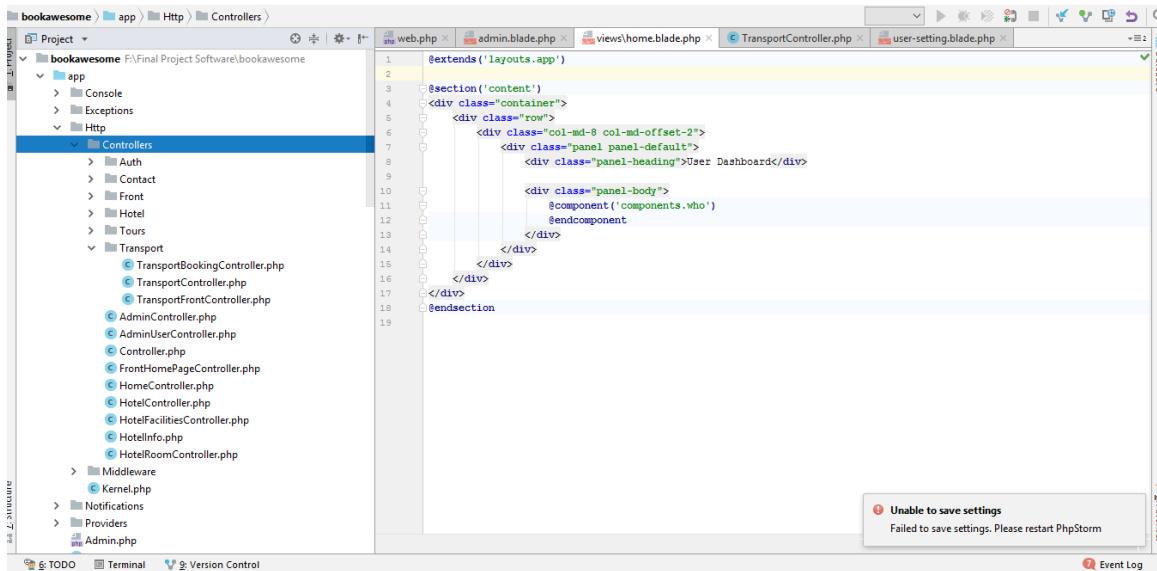 bookawesome app Http Controllers
Project
web.php admin.blade.php views\home.blade.php TransportController.php user-setting.blade.php
bookawesome F:\Final Project Software\bookawesome
app
Console
Exceptions
Http
Controllers
Auth
Contact
Front
Hotel
Tours
Transport
TransportBookingController.php
TransportController.php
TransportFrontController.php
AdminController.php
AdminUserController.php
Controller.php
FrontHomePageController.php
HomeController.php
HotelController.php
HotelFacilitiesController.php
HotelInfo.php
HotelRoomController.php
Middleware
Kernel.php
Notifications
Providers
Admin.php
1 @extends('layouts.app')
2
3 @section('content')
4 <div class="container">
5 <div class="row">
6 <div class="col-md-8 col-md-offset-2">
7 <div class="panel panel-default">
8 <div class="panel-heading">User Dashboard</div>
9
10 <div class="panel-body">
11 @component('components.who')
12 @endcomponent
13 </div>
14 </div>
15 </div>
16 </div>
17 </div>
18 @endsection
19
Unable to save settings
Failed to save settings. Please restart PhpStorm
6: TODO Terminal 9: Version Control 7 Event Log